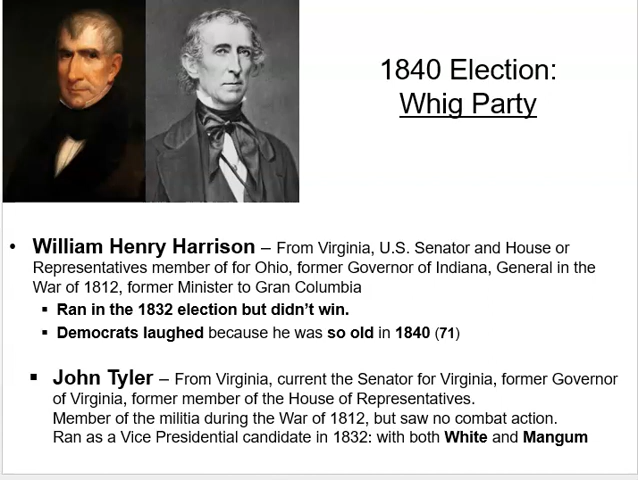 1840 Election:
Whig Party
• William Henry Harrison – From Virginia, U.S. Senator and House or
Representatives member of for Ohio, former Governor of Indiana, General in the
War of 1812, former Minister to Gran Columbia
▪ Ran in the 1832 election but didn't win.
▪ Democrats laughed because he was so old in 1840 (71)
▪ John Tyler – From Virginia, current the Senator for Virginia, former Governor
of Virginia, former member of the House of Representatives.
Member of the militia during the War of 1812, but saw no combat action.
Ran as a Vice Presidential candidate in 1832: with both White and Mangum